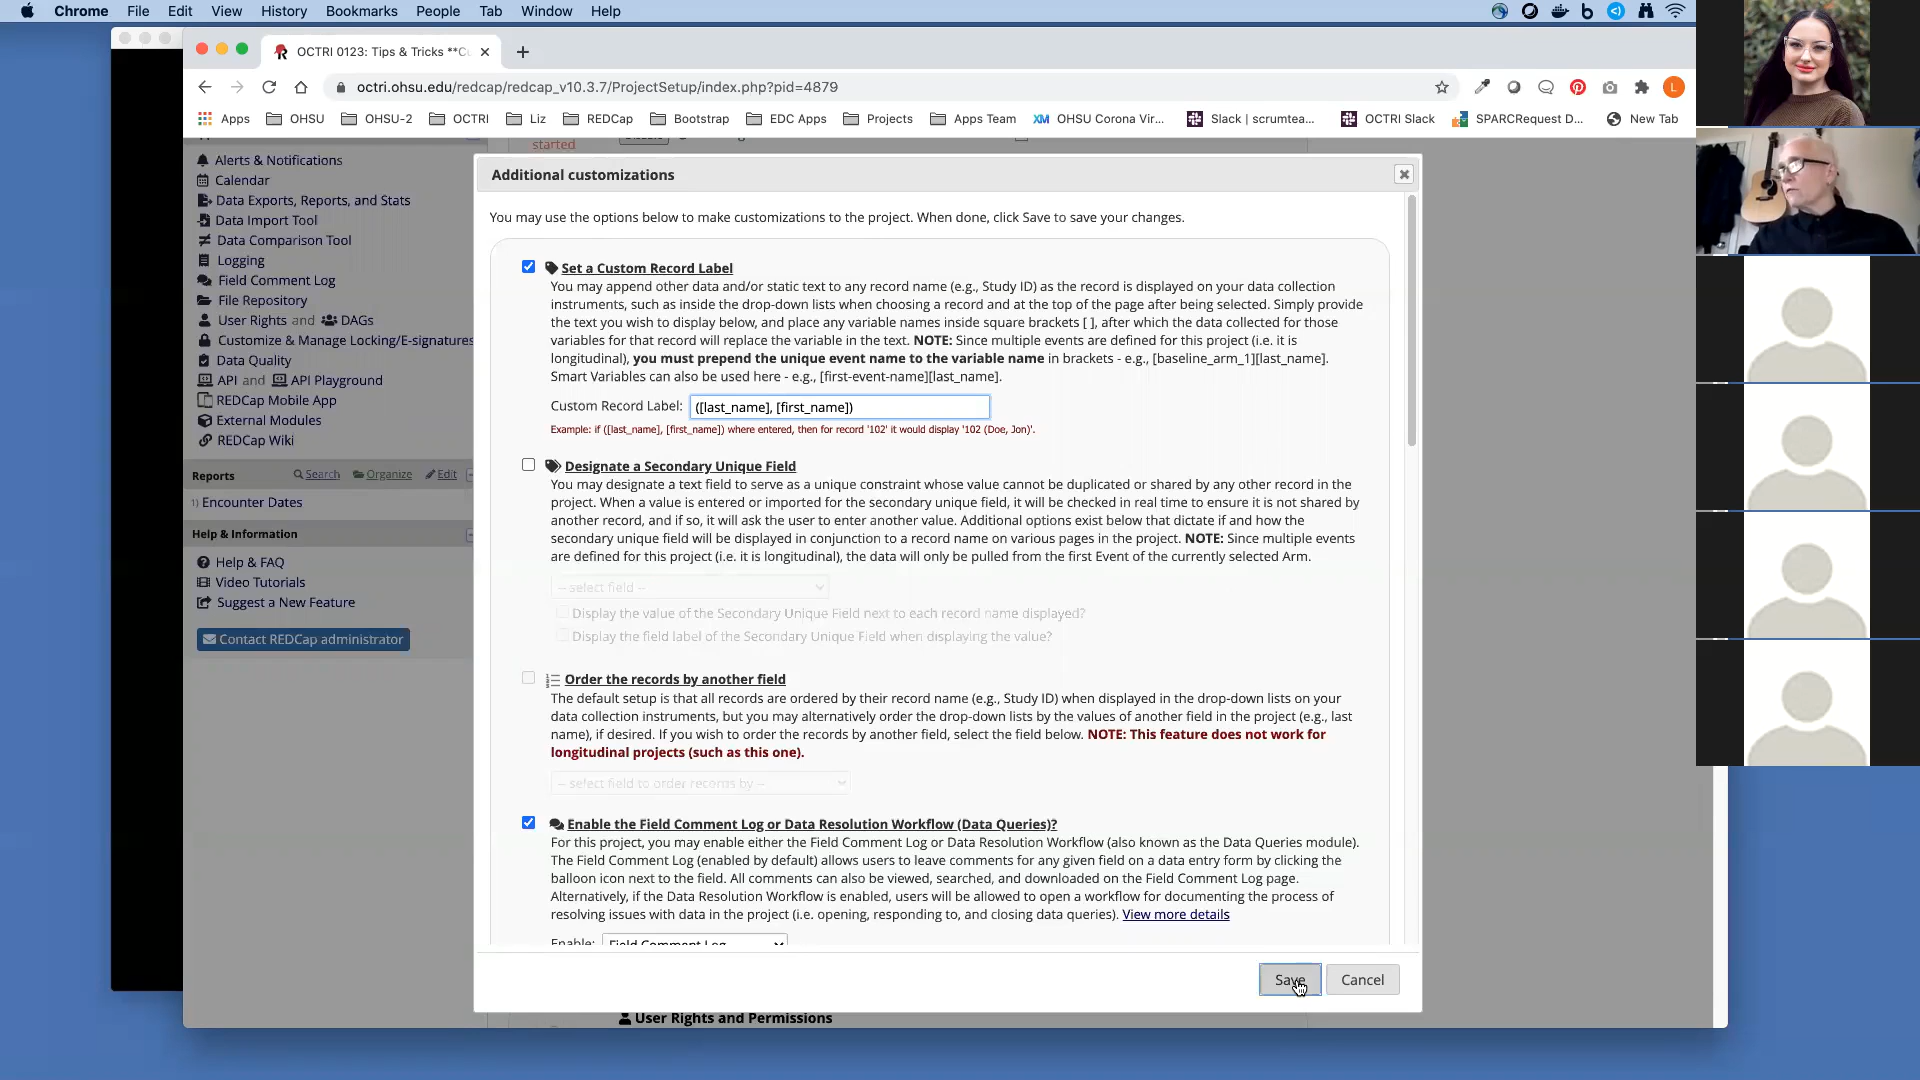 Chrome File Edit View History Bookmarks People Tab Window Help
OCTRI 0123: Tips & Tricks **C
octri.ohsu.edu/redcap/redcap_v10.3.7/ProjectSetup/index.php?pid=4879
L
Apps OHSU OHSU-2 OCTRI Liz REDCap Bootstrap EDC Apps Projects Apps Team OHSU Corona Vir... Slack | scrumtea... OCTRI Slack SPARCRequest D... New Tab
started
Alerts & Notifications
Calendar
Data Exports, Reports, and Stats
Data Import Tool
Data Comparison Tool
Logging
Field Comment Log
File Repository
User Rights and DAGs
Customize & Manage Locking/E-signatures
Data Quality
API and API Playground
REDCap Mobile App
External Modules
REDCap Wiki
Reports Search Organize Edit
1) Encounter Dates
Help & Information
Help & FAQ
Video Tutorials
Suggest a New Feature
Contact REDCap administrator
Additional customizations
You may use the options below to make customizations to the project. When done, click Save to save your changes.
Set a Custom Record Label
You may append other data and/or static text to any record name (e.g., Study ID) as the record is displayed on your data collection
instruments, such as inside the drop-down lists when choosing a record and at the top of the page after being selected. Simply provide
the text you wish to display below, and place any variable names inside square brackets [ ], after which the data collected for those
variables for that record will replace the variable in the text. NOTE: Since multiple events are defined for this project (i.e. it is
longitudinal), you must prepend the unique event name to the variable name in brackets - e.g., [baseline_arm_1][last_name].
Smart Variables can also be used here - e.g., [first-event-name][last_name].
Custom Record Label: ([last_name], [first_name])
Example: if ([last_name], [first_name]) where entered, then for record '102' it would display '102 (Doe, Jon)'.
Designate a Secondary Unique Field
You may designate a text field to serve as a unique constraint whose value cannot be duplicated or shared by any other record in the
project. When a value is entered or imported for the secondary unique field, it will be checked in real time to ensure it is not shared by
another record, and if so, it will ask the user to enter another value. Additional options exist below that dictate if and how the
secondary unique field will be displayed in conjunction to a record name on various pages in the project. NOTE: Since multiple events
are defined for this project (i.e. it is longitudinal), the data will only be pulled from the first Event of the currently selected Arm.
-- select field --
Display the value of the Secondary Unique Field next to each record name displayed?
Display the field label of the Secondary Unique Field when displaying the value?
Order the records by another field
The default setup is that all records are ordered by their record name (e.g., Study ID) when displayed in the drop-down lists on your
data collection instruments, but you may alternatively order the drop-down lists by the values of another field in the project (e.g., last
name), if desired. If you wish to order the records by another field, select the field below. NOTE: This feature does not work for
longitudinal projects (such as this one).
-- select field to order records by --
Enable the Field Comment Log or Data Resolution Workflow (Data Queries)?
For this project, you may enable either the Field Comment Log or Data Resolution Workflow (also known as the Data Queries module).
The Field Comment Log (enabled by default) allows users to leave comments for any given field on a data entry form by clicking the
balloon icon next to the field. All comments can also be viewed, searched, and downloaded on the Field Comment Log page.
Alternatively, if the Data Resolution Workflow is enabled, users will be allowed to open a workflow for documenting the process of
resolving issues with data in the project (i.e. opening, responding to, and closing data queries). View more details
Enable: Field Comment Log
Save Cancel
User Rights and Permissions